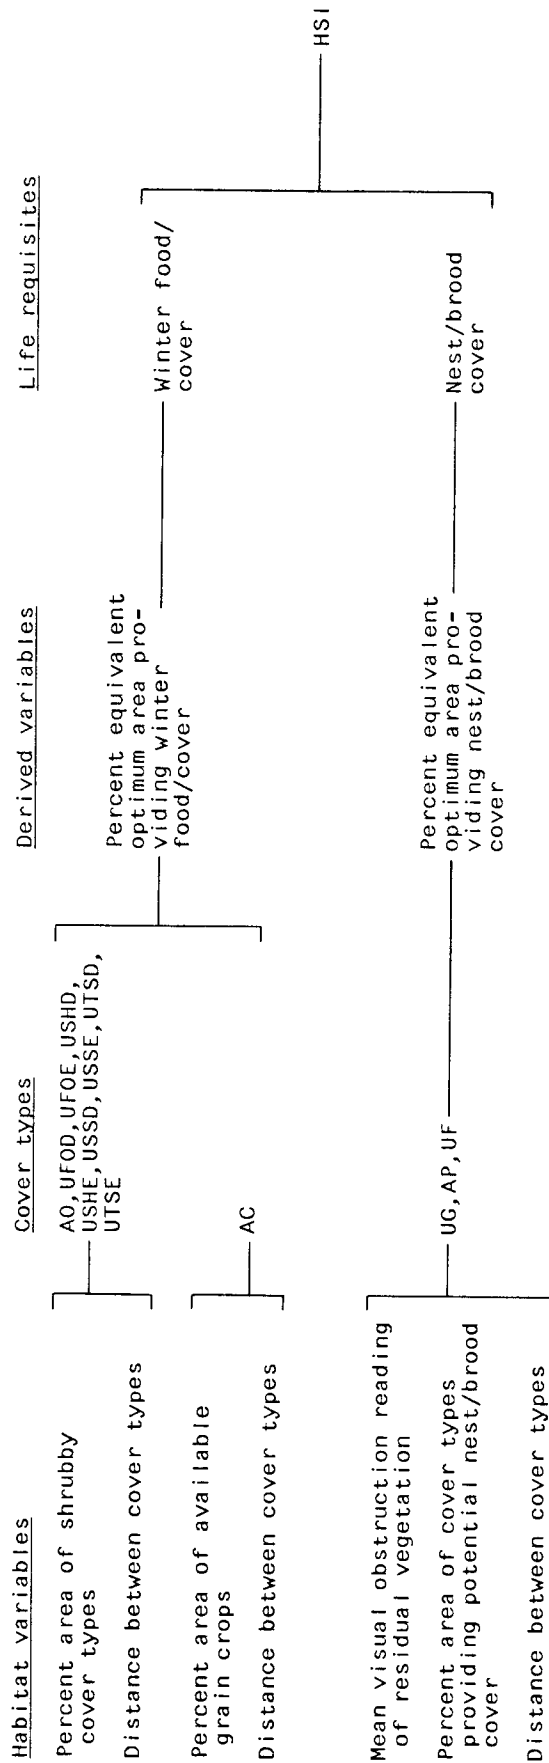 Habitat variables
Percent area of shrubby
cover types
Distance between cover types
Percent area of available
grain crops
Distance between cover types
Mean visual obstruction reading
of residual vegetation
Percent area of cover types
providing potential nest/brood
cover
Distance between cover types
Cover types
AO,UFOD,UFOE,USHD,
USHE,USSD,USSE,UTSD,
UTSE
AC
UG,AP,UF
Derived variables
Percent equivalent
optimum area pro-
viding winter
food/cover
Percent equivalent
optimum area pro-
viding nest/brood
cover
Life requisites
Winter food/
cover
Nest/brood
cover
HSI